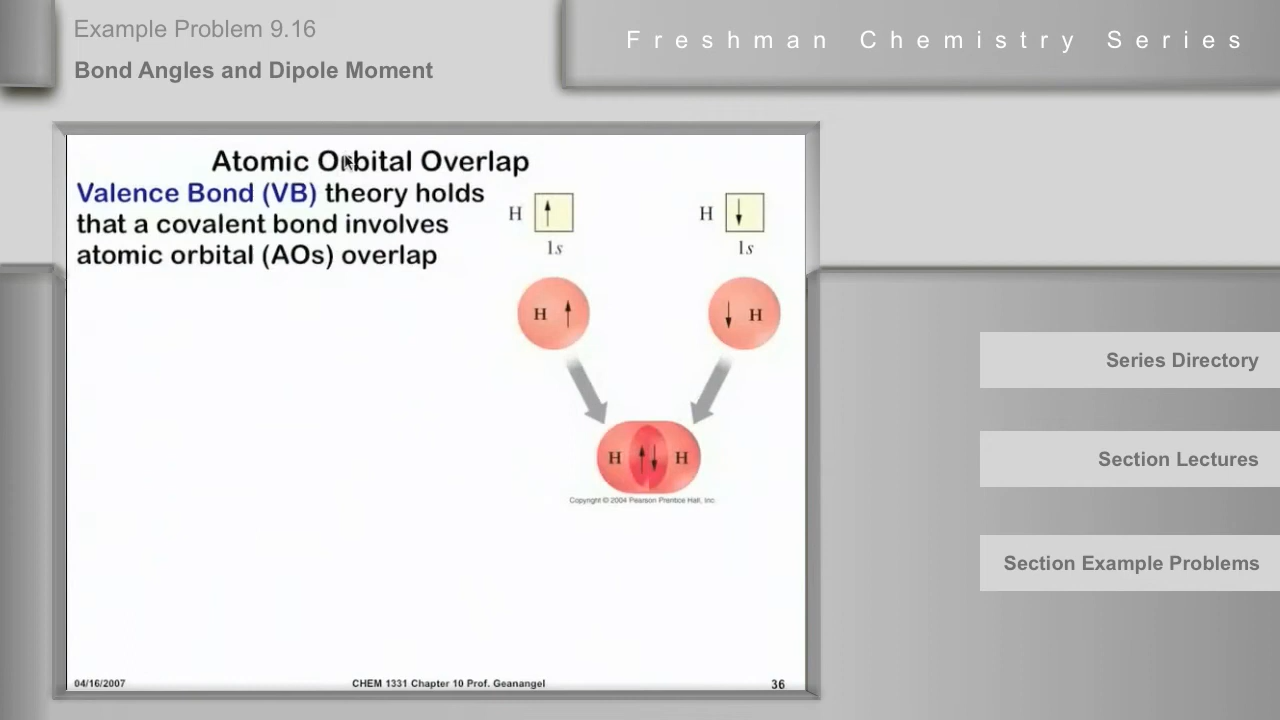 Example Problem 9.16
Freshman Chemistry Series
Bond Angles and Dipole Moment
Atomic Orbital Overlap
Valence Bond (VB) theory holds
that a covalent bond involves
atomic orbital (AOs) overlap
H
H
1s
1s
H
H
H
H
Copyright © 2004 Pearson Prentice Hall, Inc.
Series Directory
Section Lectures
Section Example Problems
04/16/2007
CHEM 1331 Chapter 10 Prof. Geanangel
36